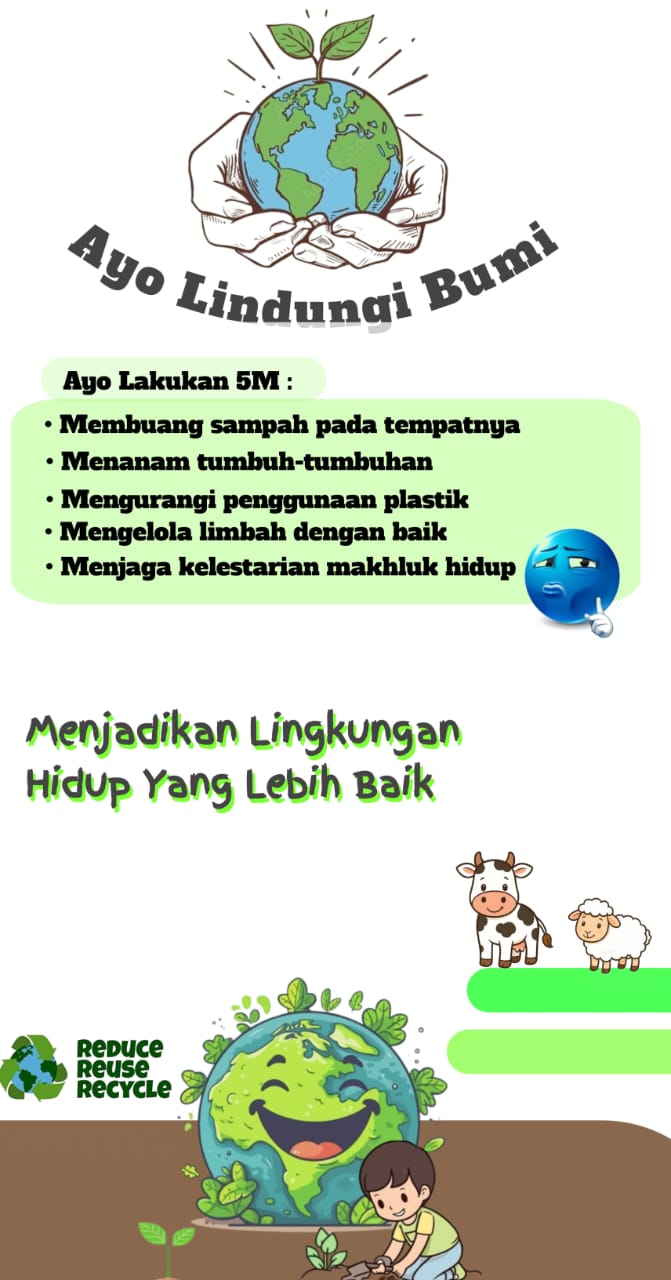 Ayo Lindungi Bumi
Ayo Lakukan 5M :
• Membuang sampah pada tempatnya
• Menanam tumbuh-tumbuhan
• Mengurangi penggunaan plastik
• Mengelola limbah dengan baik
• Menjaga kelestarian makhluk hidup
Menjadikan Lingkungan
Hidup Yang Lebih Baik
Reduce
Reuse
Recycle